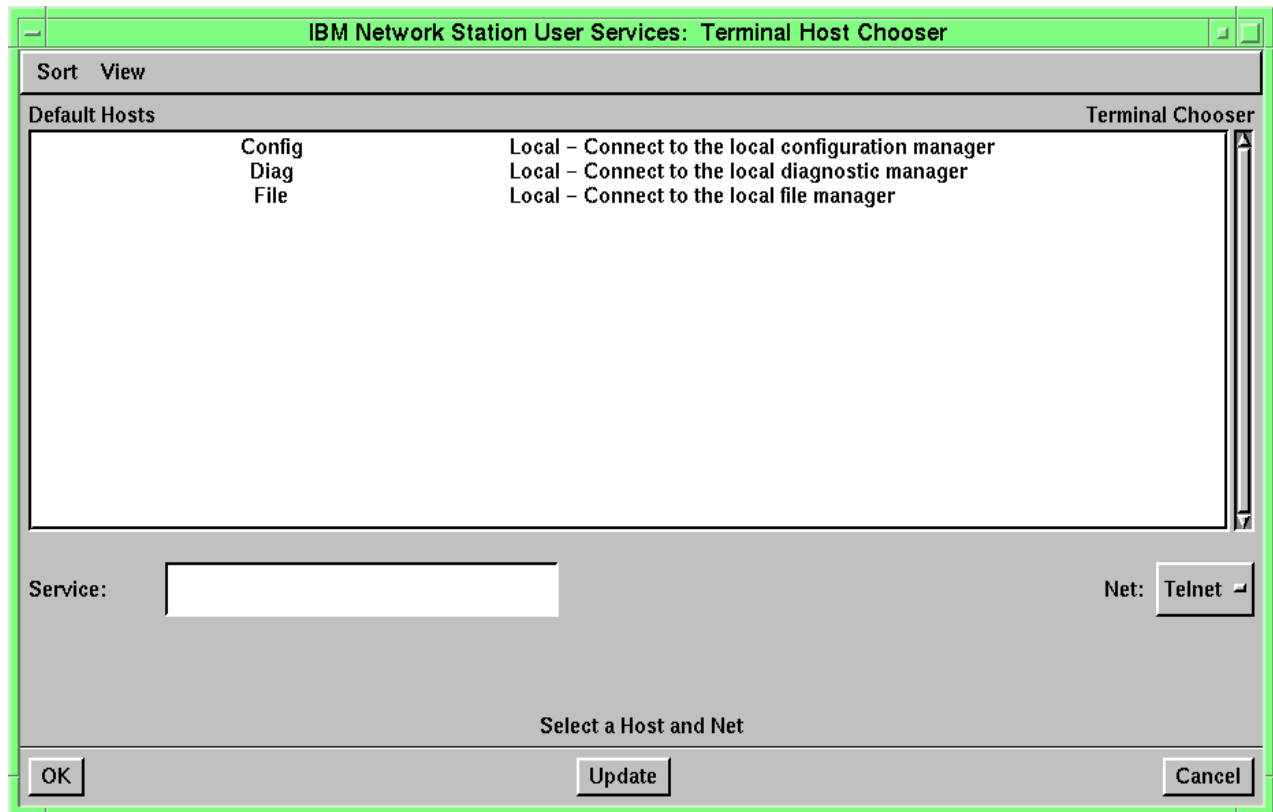 IBM Network Station User Services: Terminal Host Chooser
Sort View
Default Hosts Terminal Chooser
Config Local – Connect to the local configuration manager
Diag Local – Connect to the local diagnostic manager
File Local – Connect to the local file manager
Service: Net: Telnet
Select a Host and Net
OK Update Cancel